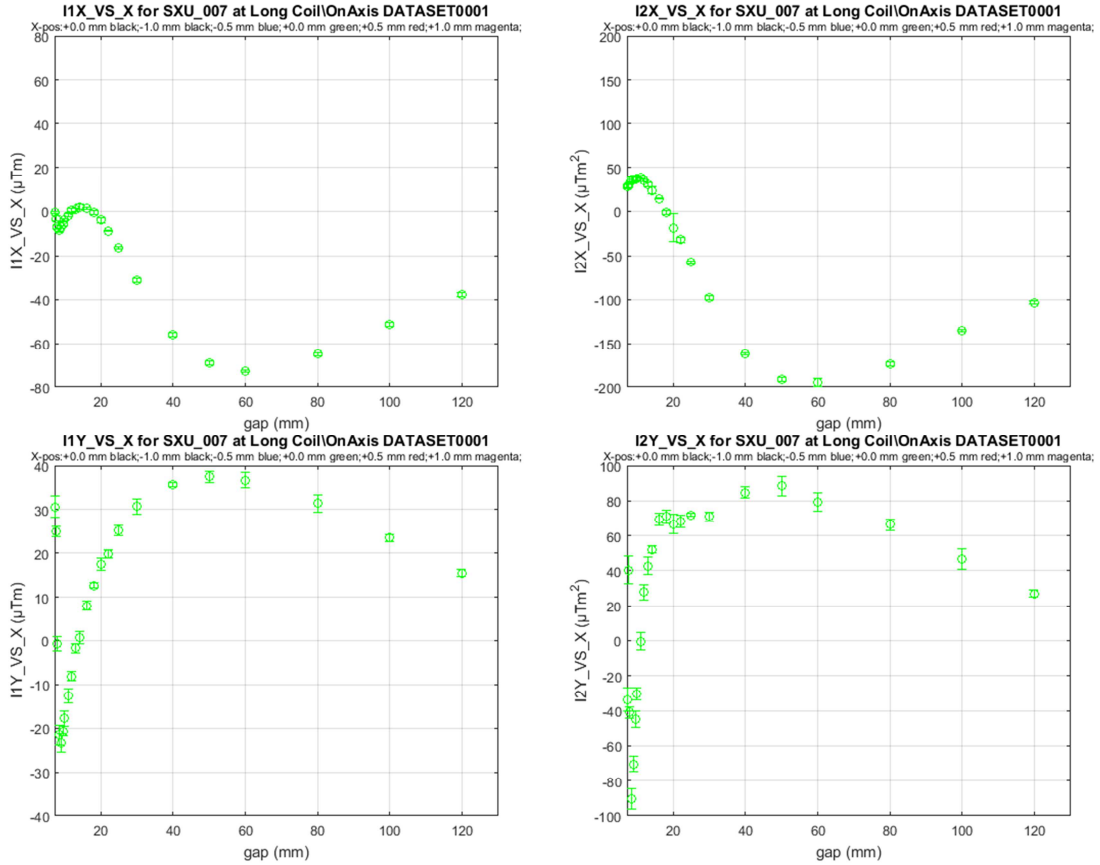 I1X_VS_X for SXU_007 at Long Coil\OnAxis DATASET0001
X-pos:+0.0 mm black;-1.0 mm black;-0.5 mm blue;+0.0 mm green;+0.5 mm red;+1.0 mm magenta;
80
60
40
20
0
-20
-40
-60
-80
I1X_VS_X (µTm)
20 40 60 80 100 120
gap (mm)
I2X_VS_X for SXU_007 at Long Coil\OnAxis DATASET0001
X-pos:+0.0 mm black;-1.0 mm black;-0.5 mm blue;+0.0 mm green;+0.5 mm red;+1.0 mm magenta;
200
150
100
50
0
-50
-100
-150
-200
I2X_VS_X (µTm²)
20 40 60 80 100 120
gap (mm)
I1Y_VS_X for SXU_007 at Long Coil\OnAxis DATASET0001
X-pos:+0.0 mm black;-1.0 mm black;-0.5 mm blue;+0.0 mm green;+0.5 mm red;+1.0 mm magenta;
40
30
20
10
0
-10
-20
-30
-40
I1Y_VS_X (µTm)
20 40 60 80 100 120
gap (mm)
I2Y_VS_X for SXU_007 at Long Coil\OnAxis DATASET0001
X-pos:+0.0 mm black;-1.0 mm black;-0.5 mm blue;+0.0 mm green;+0.5 mm red;+1.0 mm magenta;
100
80
60
40
20
0
-20
-40
-60
-80
-100
I2Y_VS_X (µTm²)
20 40 60 80 100 120
gap (mm)